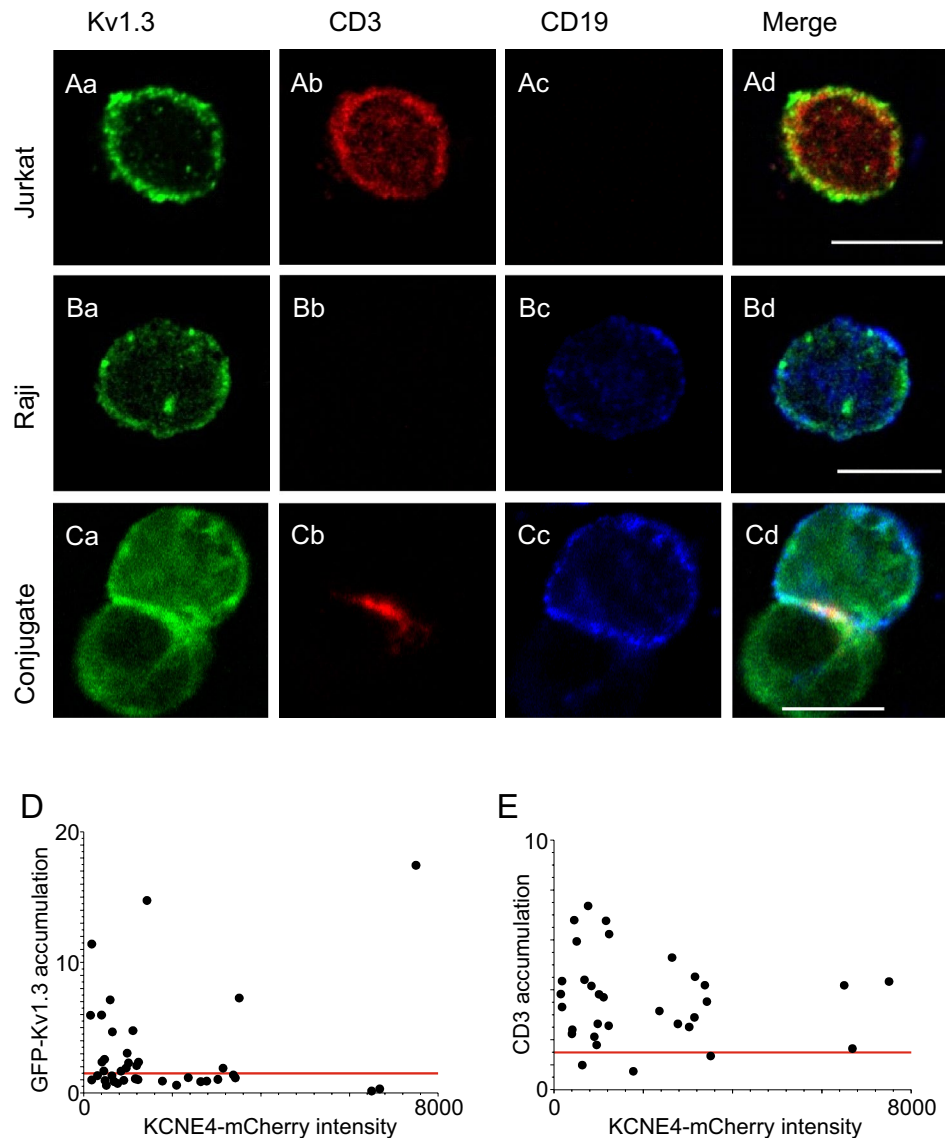 Kv1.3 CD3 CD19 Merge
Jurkat
Aa Ab Ac Ad
Raji
Ba Bb Bc Bd
Conjugate
Ca Cb Cc Cd
D
20
10
0
GFP-Kv1.3 accumulation
0 8000
KCNE4-mCherry intensity
E
10
0
CD3 accumulation
0 8000
KCNE4-mCherry intensity